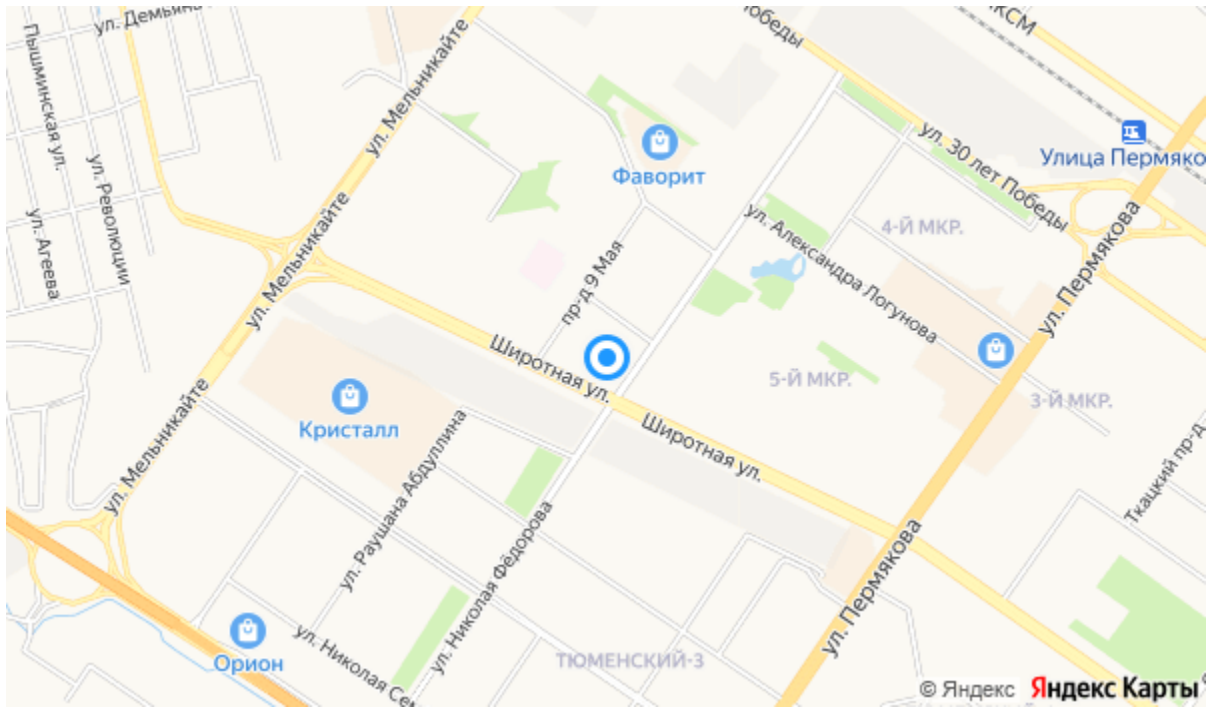 ул. Демьяна
Победы
КСМ
Пышминская ул.
ул. Мельникайте
ул. 30 лет Победы
Улица Пермяко
Фаворит
ул. Революции
ул. Агеева
ул. Мельникайте
ул. Александра Логунова
4-Й МКР.
ул. Пермякова
пр-д 9 Мая
Широтная ул.
5-Й МКР.
3-Й МКР.
Кристалл
Широтная ул.
ул. Мельникайте
ул. Раушана Абдуллина
Ткацкий пр-д
ул. Николая Фёдорова
ул. Пермякова
ул. Николая Сем
Орион
ТЮМЕНСКИЙ-3
© Яндекс Яндекс Карты